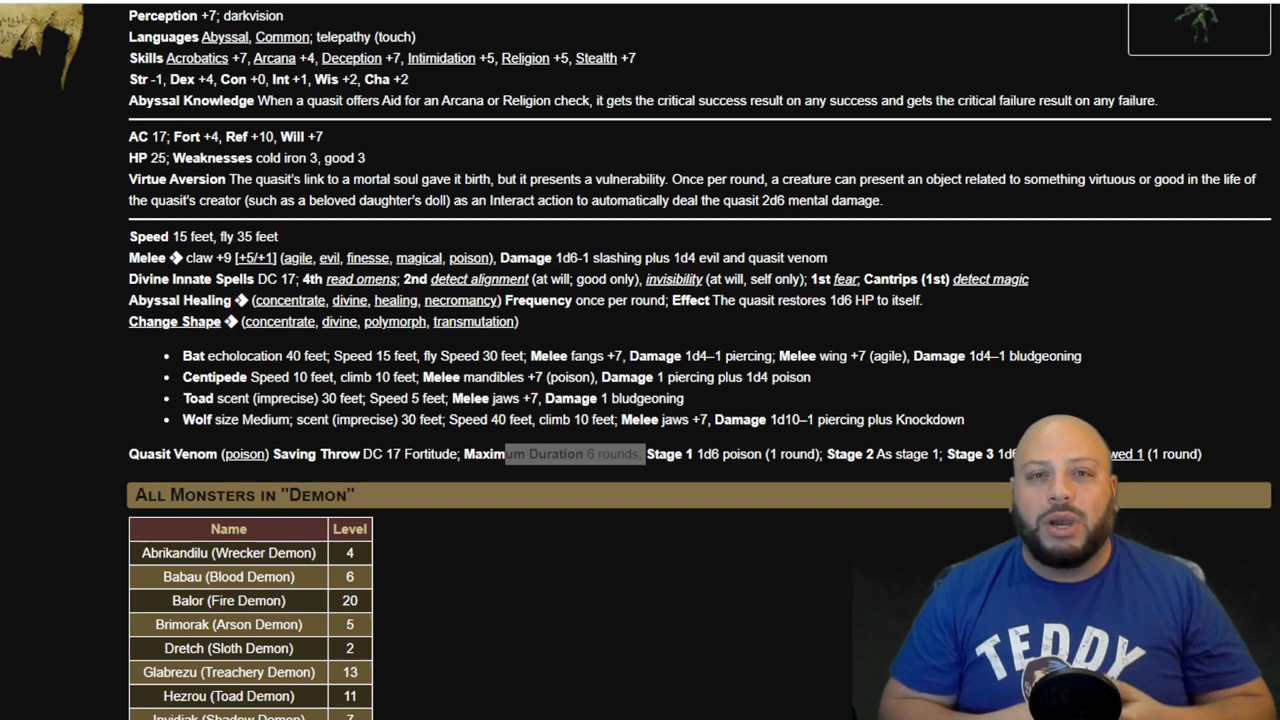 Perception +7; darkvision
Languages Abyssal, Common; telepathy (touch)
Skills Acrobatics +7, Arcana +4, Deception +7, Intimidation +5, Religion +5, Stealth +7
Str -1, Dex +4, Con +0, Int +1, Wis +2, Cha +2
Abyssal Knowledge When a quasit offers Aid for an Arcana or Religion check, it gets the critical success result on any success and gets the critical failure result on any failure.
AC 17; Fort +4, Ref +10, Will +7
HP 25; Weaknesses cold iron 3, good 3
Virtue Aversion The quasit's link to a mortal soul gave it birth, but it presents a vulnerability. Once per round, a creature can present an object related to something virtuous or good in the life of
the quasit's creator (such as a beloved daughter's doll) as an Interact action to automatically deal the quasit 2d6 mental damage.
Speed 15 feet, fly 35 feet
Melee claw +9 [+5/+1] (agile, evil, finesse, magical, poison), Damage 1d6-1 slashing plus 1d4 evil and quasit venom
Divine Innate Spells DC 17; 4th read omens; 2nd detect alignment (at will; good only), invisibility (at will, self only); 1st fear; Cantrips (1st) detect magic
Abyssal Healing (concentrate, divine, healing, necromancy) Frequency once per round; Effect The quasit restores 1d6 HP to itself.
Change Shape (concentrate, divine, polymorph, transmutation)
• Bat echolocation 40 feet; Speed 15 feet, fly Speed 30 feet; Melee fangs +7, Damage 1d4–1 piercing; Melee wing +7 (agile), Damage 1d4–1 bludgeoning
• Centipede Speed 10 feet, climb 10 feet; Melee mandibles +7 (poison), Damage 1 piercing plus 1d4 poison
• Toad scent (imprecise) 30 feet; Speed 5 feet; Melee jaws +7, Damage 1 bludgeoning
• Wolf size Medium; scent (imprecise) 30 feet; Speed 40 feet, climb 10 feet; Melee jaws +7, Damage 1d10–1 piercing plus Knockdown
Quasit Venom (poison) Saving Throw DC 17 Fortitude; Maximum Duration 6 rounds; Stage 1 1d6 poison (1 round); Stage 2 As stage 1; Stage 3 1d6 1 (1 round)
All Monsters in "Demon"
Name Level
Abrikandilu (Wrecker Demon) 4
Babau (Blood Demon) 6
Balor (Fire Demon) 20
Brimorak (Arson Demon) 5
Dretch (Sloth Demon) 2
Glabrezu (Treachery Demon) 13
Hezrou (Toad Demon) 11
Invidiak (Shadow Demon) 7
TEDDY